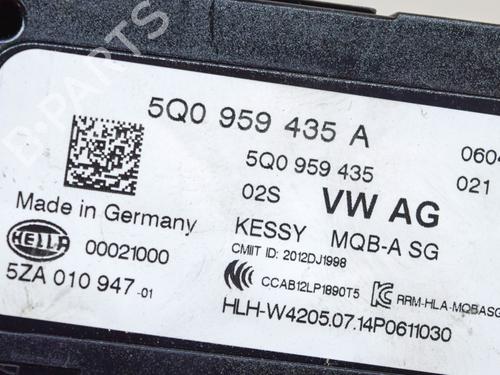 5Q0 959 435 A
0604
5Q0 959 435
021
02S VW AG
Made in Germany
KESSY MQB-A SG
HELLA 00021000
CMIIT ID: 2012DJ1998
5ZA 010 947-01
CCAB12LP1890T5
RRM-HLA-MQBASG
HLH-W4205.07.14P0611030
D-PARTS